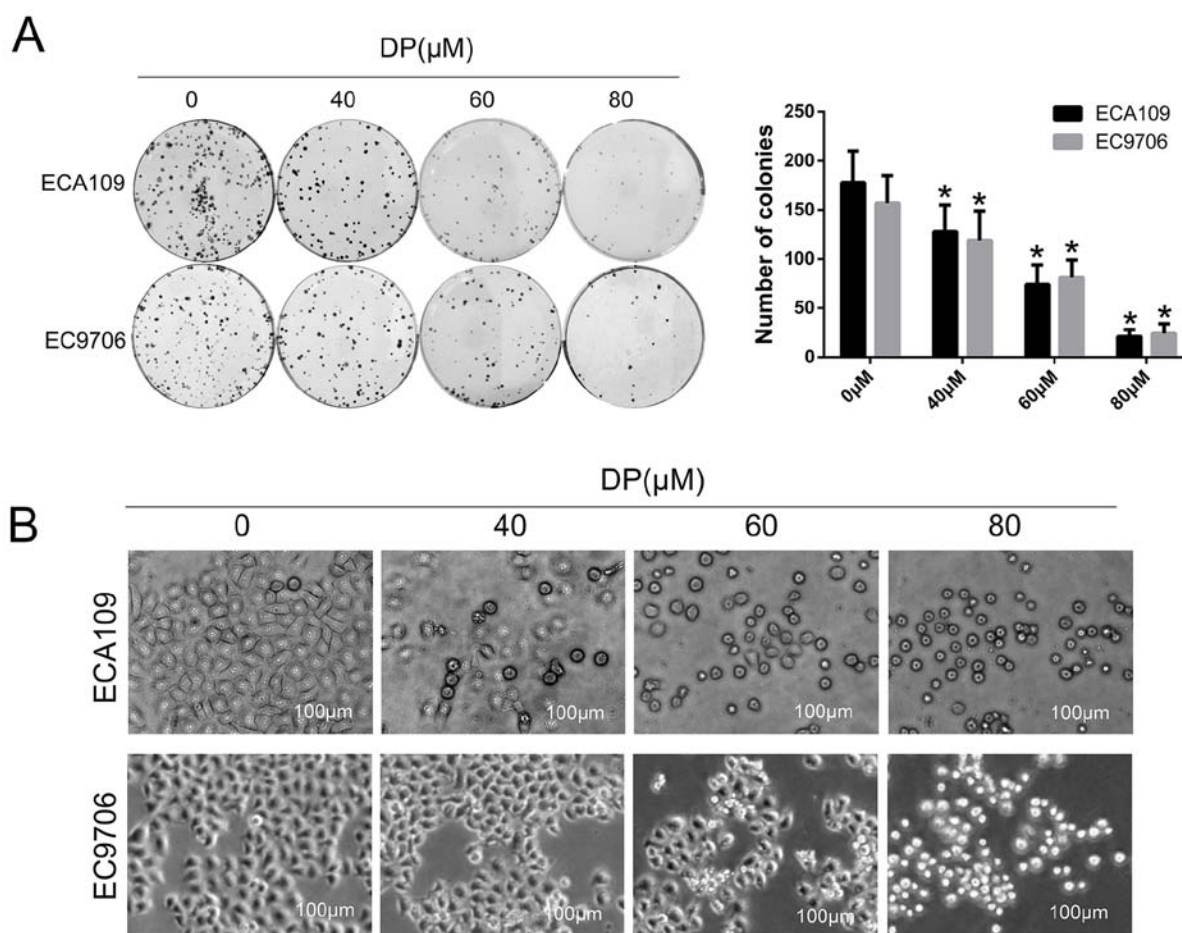 A
DP(µM)
0 40 60 80
ECA109
EC9706
Number of colonies
250
200
150
100
50
0
ECA109
EC9706
* *
* *
* *
0µM 40µM 60µM 80µM
B
DP(µM)
0 40 60 80
ECA109
100µm 100µm 100µm 100µm
EC9706
100µm 100µm 100µm 100µm